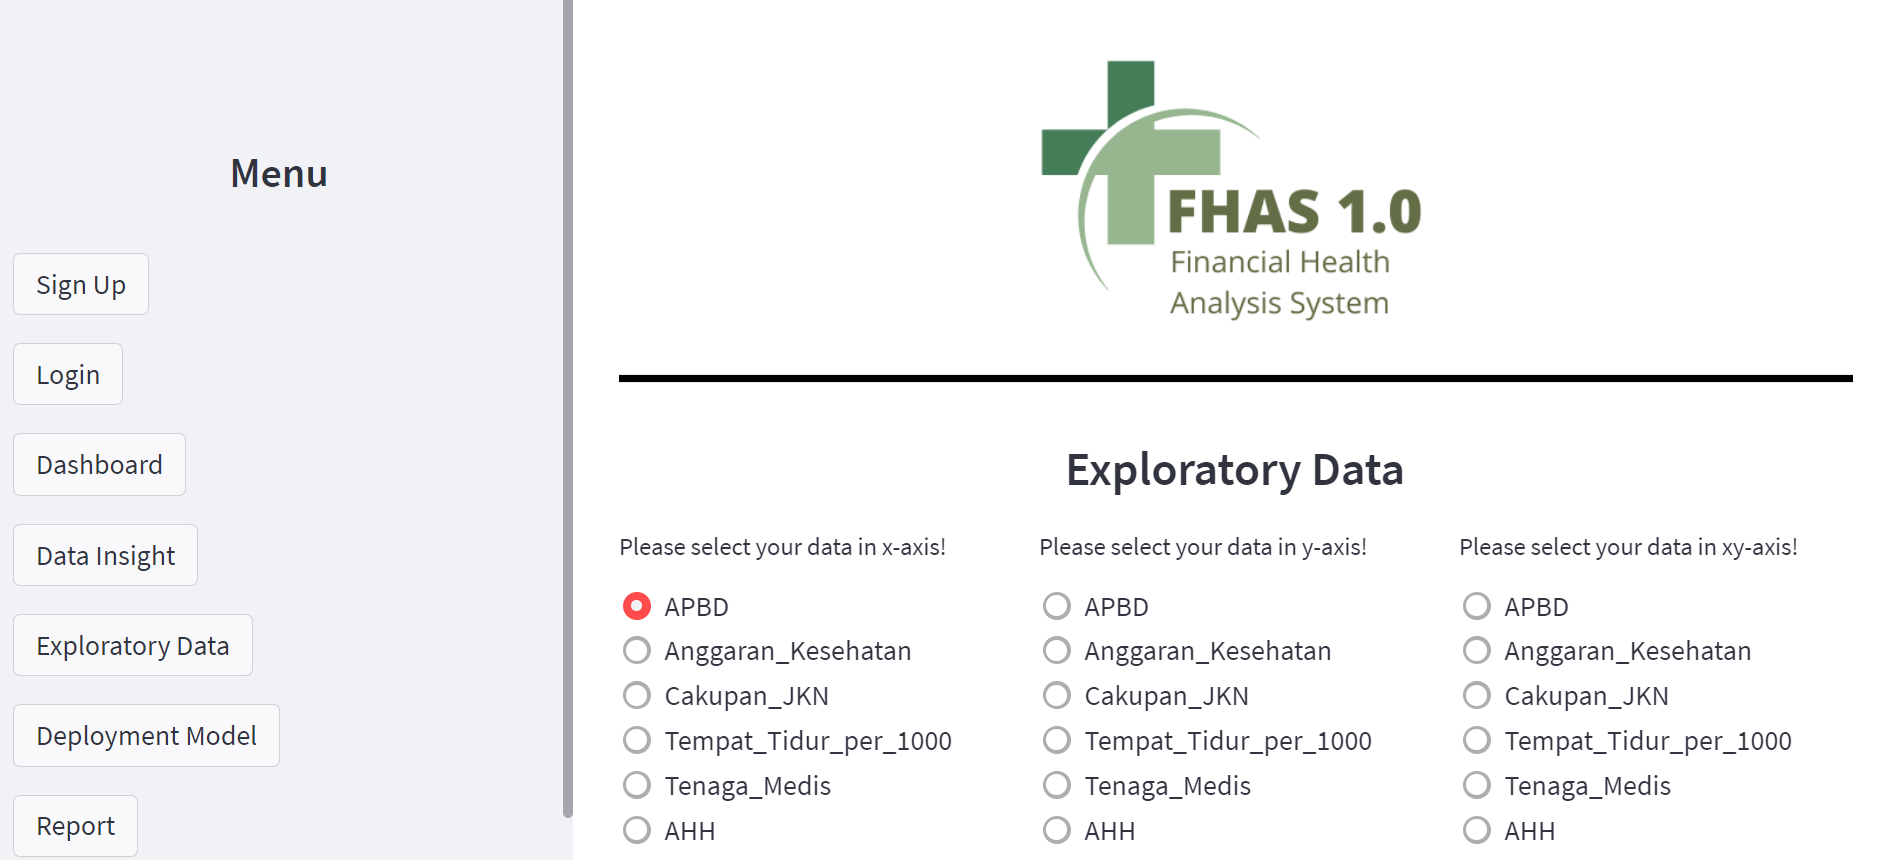 Menu
Sign Up
Login
Dashboard
Data Insight
Exploratory Data
Deployment Model
Report
FHAS 1.0
Financial Health
Analysis System
Exploratory Data
Please select your data in x-axis!
APBD
Anggaran_Kesehatan
Cakupan_JKN
Tempat_Tidur_per_1000
Tenaga_Medis
AHH
Please select your data in y-axis!
APBD
Anggaran_Kesehatan
Cakupan_JKN
Tempat_Tidur_per_1000
Tenaga_Medis
AHH
Please select your data in xy-axis!
APBD
Anggaran_Kesehatan
Cakupan_JKN
Tempat_Tidur_per_1000
Tenaga_Medis
AHH